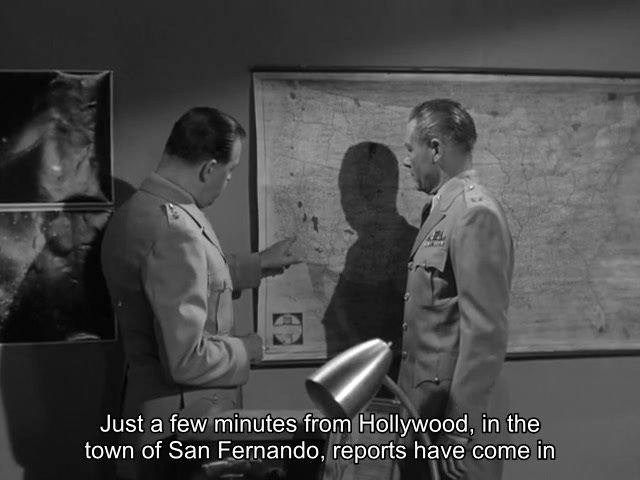 Just a few minutes from Hollywood, in the
town of San Fernando, reports have come in